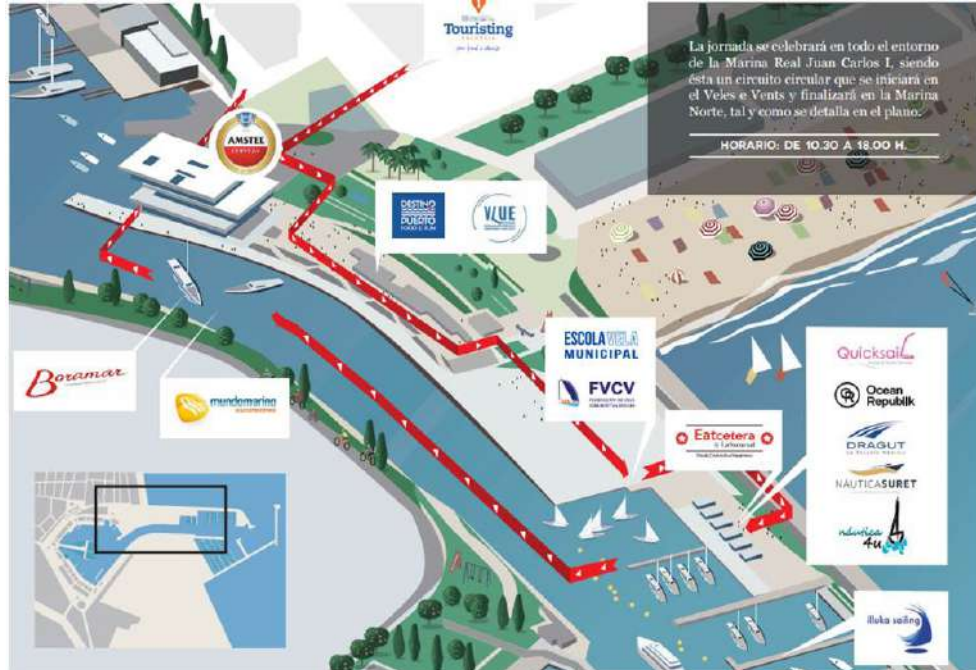 Touristing
La jornada se celebrará en todo el entorno
de la Marina Real Juan Carlos I, siendo
ésta un circuito circular que se iniciará en
el Veles e Vents y finalizará en la Marina
Norte, tal y como se detalla en el plano.
HORARIO: DE 10.30 A 18.00 H.
AMSTEL
DESTINO
PUERTO
VLUE
ESCOLA VELA
MUNICIPAL
FVCV
Boramar
mundomarino
Eatcetera
Quicksail
Ocean
Republik
DRAGUT
NÁUTICASURET
náutica
4u
illuka sailing